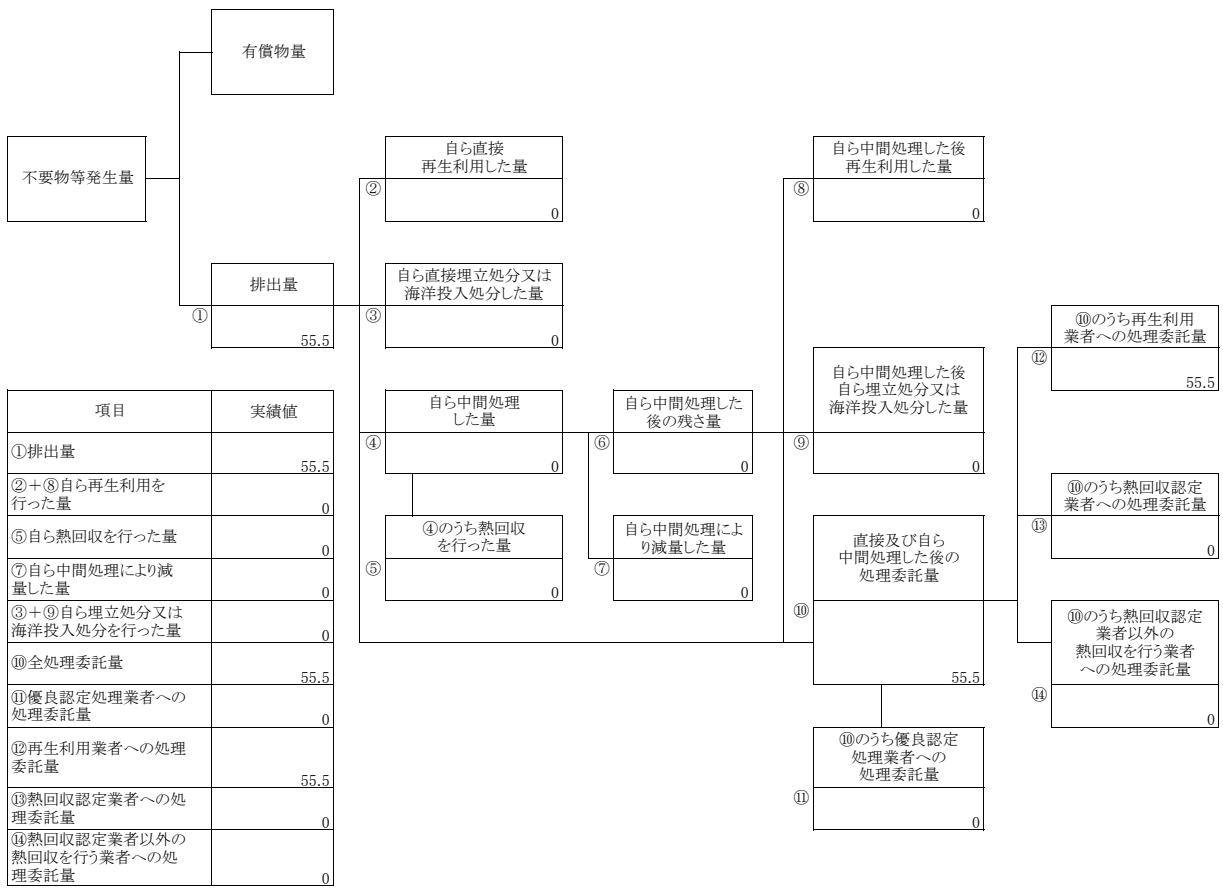 有償物量
不要物等発生量
自ら直接
再生利用した量
②
0
自ら中間処理した後
再生利用した量
⑧
0
排出量
①
55.5
自ら直接埋立処分又は
海洋投入処分した量
③
0
⑩のうち再生利用
業者への処理委託量
⑫
55.5
自ら中間処理
した量
④
0
自ら中間処理した
後の残さ量
⑥
0
自ら中間処理した後
自ら埋立処分又は
海洋投入処分した量
⑨
0
⑩のうち熱回収認定
業者への処理委託量
⑬
0
④のうち熱回収
を行った量
⑤
0
自ら中間処理によ
り減量した量
⑦
0
直接及び自ら
中間処理した後の
処理委託量
⑩
55.5
⑩のうち熱回収認定
業者以外の
熱回収を行う業者
への処理委託量
⑭
0
⑩のうち優良認定
処理業者への
処理委託量
⑪
0
項目 実績値
①排出量
55.5
②+⑧自ら再生利用を
行った量
0
⑤自ら熱回収を行った量
0
⑦自ら中間処理により減
量した量
0
③+⑨自ら埋立処分又は
海洋投入処分を行った量
0
⑩全処理委託量
55.5
⑪優良認定処理業者への
処理委託量
0
⑫再生利用業者への処理
委託量
55.5
⑬熱回収認定業者への処
理委託量
0
⑭熱回収認定業者以外の
熱回収を行う業者への処
理委託量
0